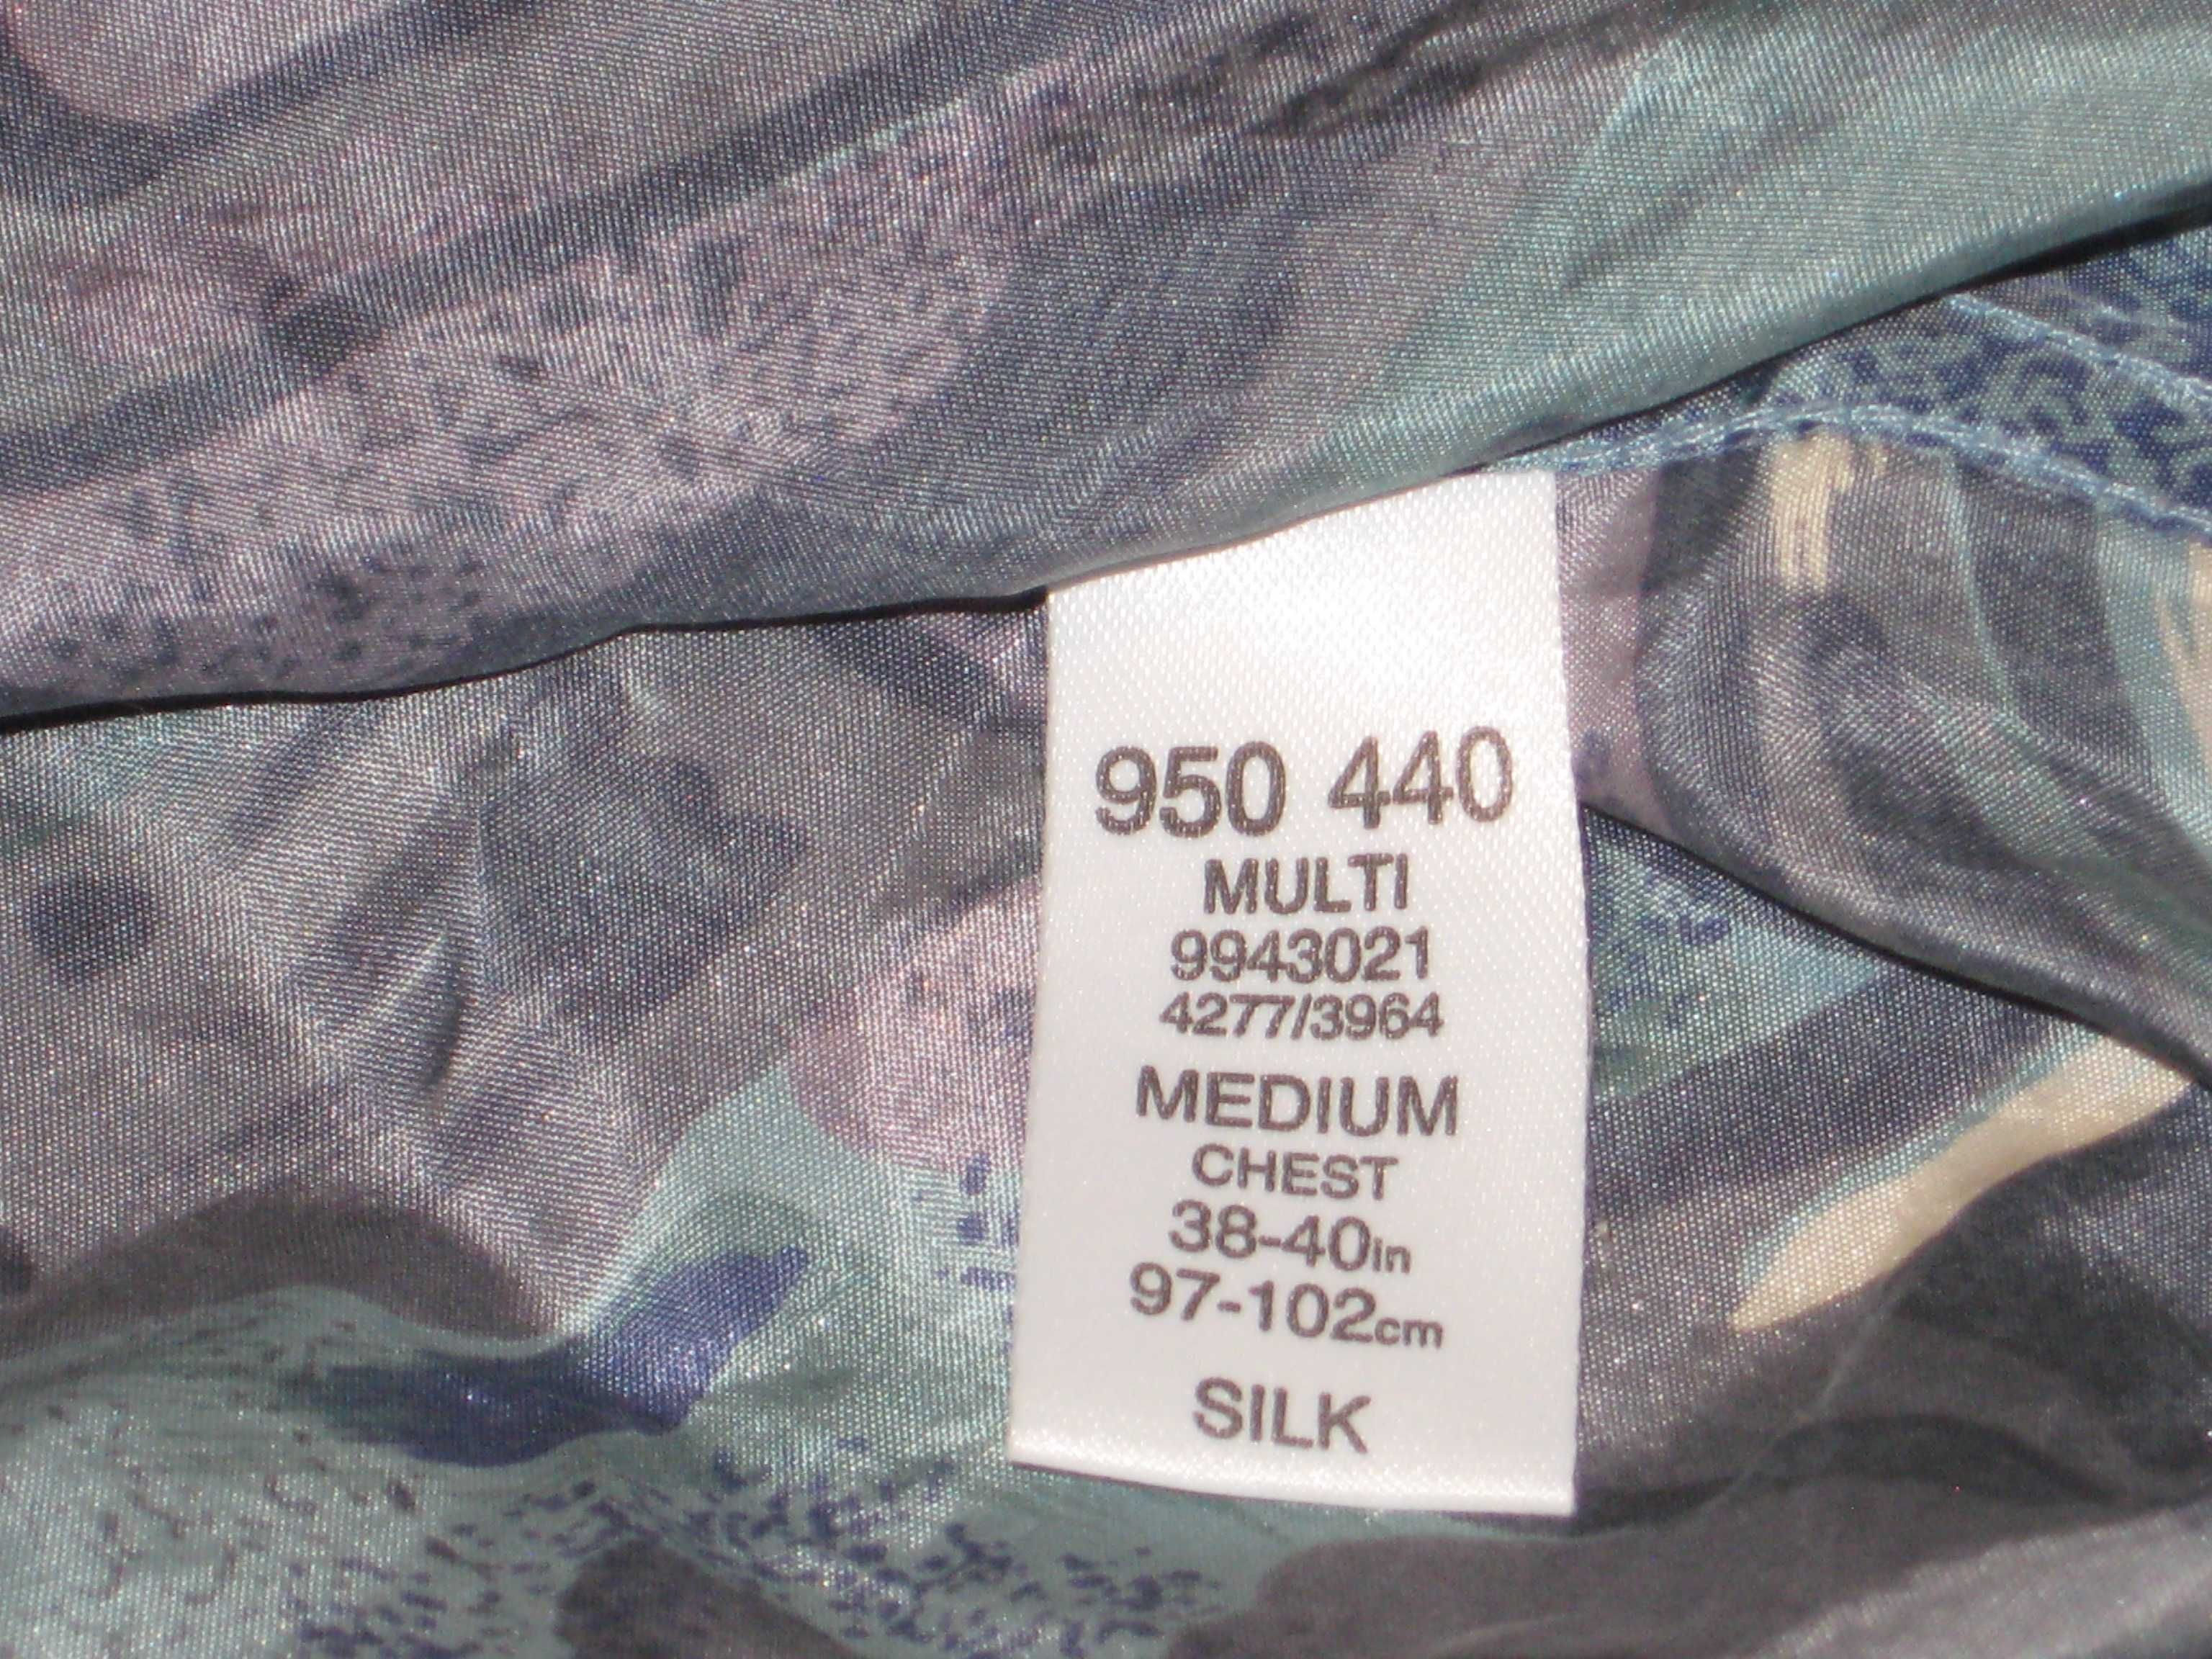 950 440
MULTI
9943021
4277/3964
MEDIUM
CHEST
38-40in
97-102cm
SILK